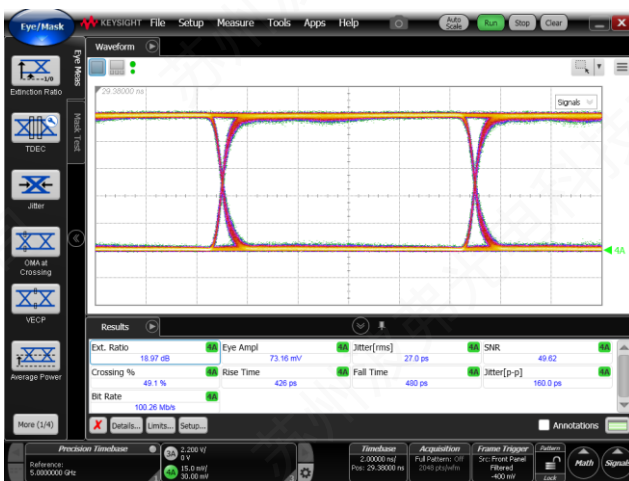 Eye/Mask
KEYSIGHT File Setup Measure Tools Apps Help
Auto Scale Run Stop Clear
Waveform
Eye Meas
Mask Test
29.38000 ns
Signals
Extinction Ratio
TDEC
Jitter
OMA at Crossing
VECP
Average Power
More (1/4)
4A
Results
Ext. Ratio 4A Eye Ampl 4A Jitter[rms] 4A SNR 4A
18.97 dB 73.16 mV 27.0 ps 49.62
Crossing % 4A Rise Time 4A Fall Time 4A Jitter[p-p] 4A
49.1 % 426 ps 480 ps 160.0 ps
Bit Rate 4A
100.26 Mb/s
Details... Limits... Setup... Annotations
Precision Timebase
Reference:
5.0000000 GHz
3A 2.200 V/
0 V
4A 15.0 mV/
30.00 mV
Timebase
2.00000 ns/
Pos: 29.38000 ns
Acquisition
Full Pattern: Off
2048 pts/wfm
Frame Trigger
Src: Front Panel
Filtered
-400 mV
Pattern
Lock
Math
Signals